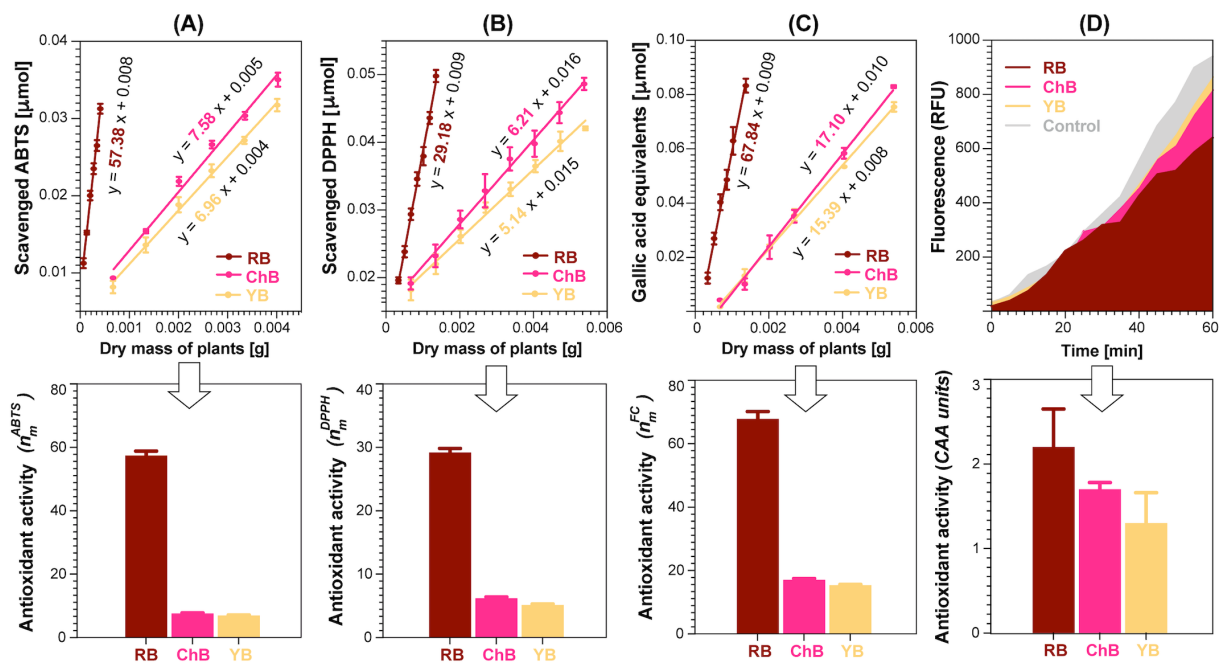 (A)
(B)
(C)
(D)
Scavenged ABTS [μmol]
0.04
0.03
0.02
0.01
y = 57.38 x + 0.008
y = 7.58 x + 0.005
y = 6.96 x + 0.004
RB
ChB
YB
0
0.001
0.002
0.003
0.004
Dry mass of plants [g]
Scavenged DPPH [μmol]
0.05
0.04
0.03
0.02
y = 29.18 x + 0.009
y = 6.21 x + 0.016
y = 5.14 x + 0.015
RB
ChB
YB
0
0.002
0.004
0.006
Dry mass of plants [g]
Gallic acid equivalents [μmol]
0.10
0.08
0.06
0.04
0.02
y = 67.84 x + 0.009
y = 17.10 x + 0.010
y = 15.39 x + 0.008
RB
ChB
YB
0
0.002
0.004
0.006
Dry mass of plants [g]
Fluorescence (RFU)
1000
800
600
400
200
0
RB
ChB
YB
Control
0
20
40
60
Time [min]
Antioxidant activity (n_m^ABTS)
80
60
40
20
0
RB
ChB
YB
Antioxidant activity (n_m^DPPH)
40
30
20
10
0
RB
ChB
YB
Antioxidant activity (n_m^FC)
80
60
40
20
0
RB
ChB
YB
Antioxidant activity (CAA units)
3
2
1
0
RB
ChB
YB